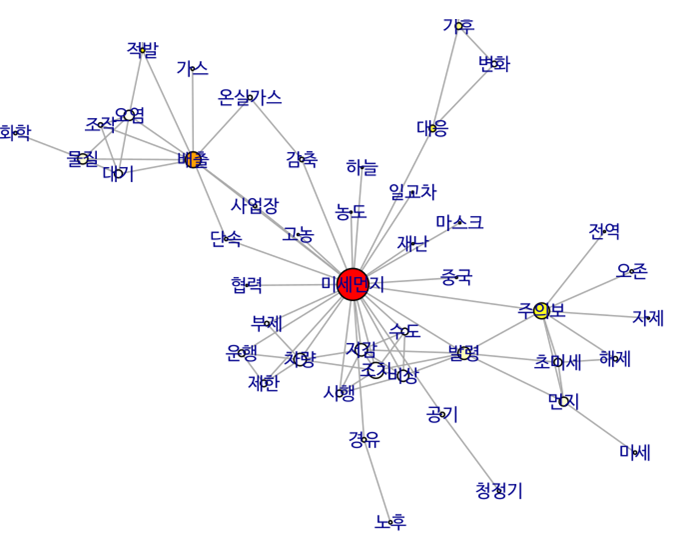 기후
적발
변화
가스
온실가스
오염
조작
대응
화학
물질
배출
감축
대기
하늘
일고차
사업장
농도
마스크
단속
고농
재난
전역
오존
중국
협력
미세먼지
주의보
자제
부제
수도
운행
차량
저감
발령
초미세
해제
조치
비상
제한
시행
먼지
공기
경유
미세
청정기
노후